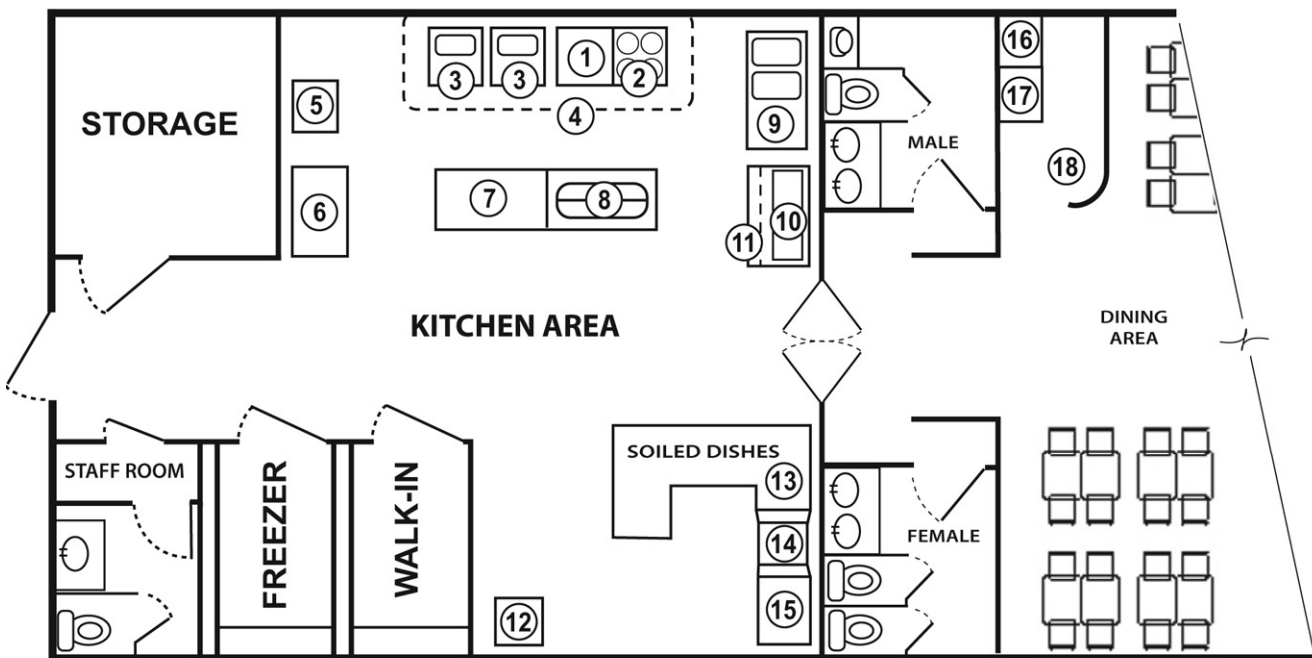 16
1
2
3
3
5
17
STORAGE
4
9
MALE
18
7
8
6
10
11
KITCHEN AREA
DINING
AREA
SOILED DISHES
STAFF ROOM
13
FREEZER
WALK-IN
FEMALE
14
15
12